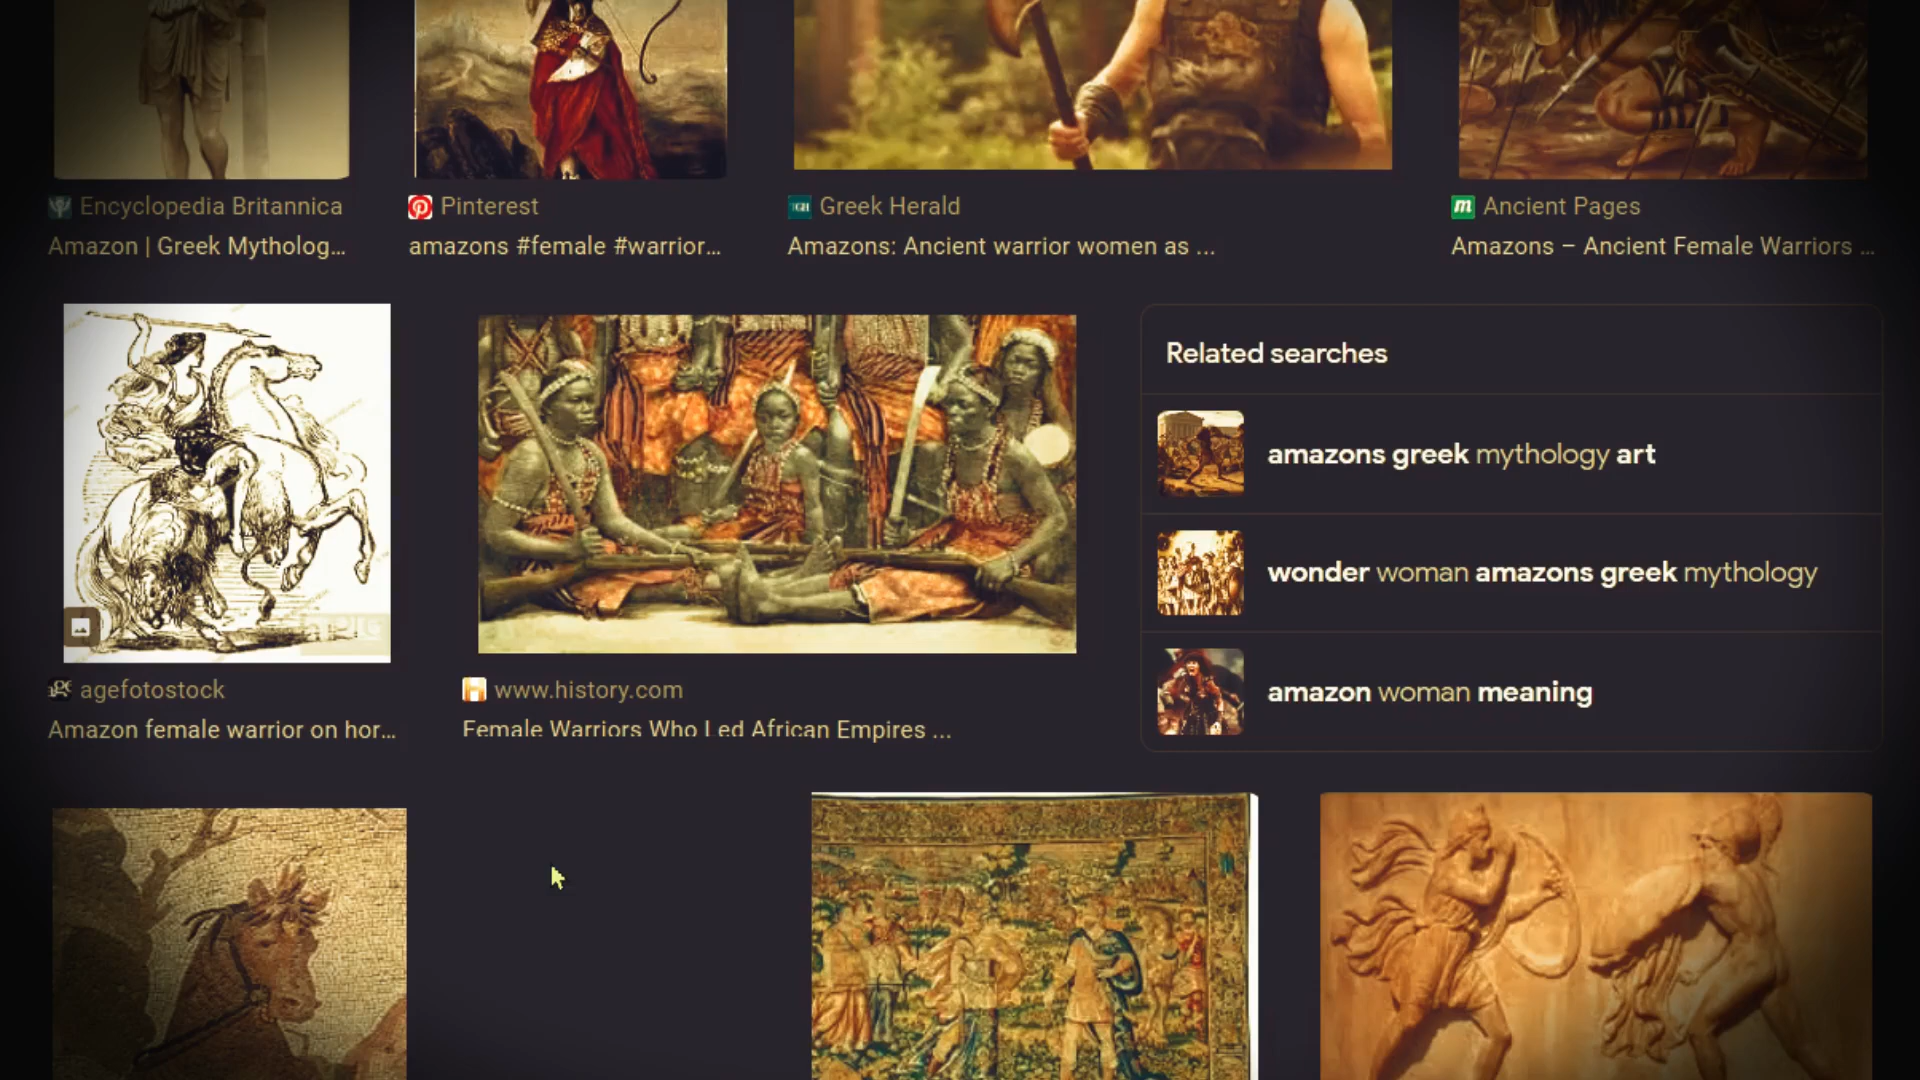 Encyclopedia Britannica
Amazon | Greek Mytholog...
Pinterest
amazons #female #warrior...
TGH
Greek Herald
Amazons: Ancient warrior women as ...
m
Ancient Pages
Amazons – Ancient Female Warriors ...
agefotostock
Amazon female warrior on hor...
H
www.history.com
Female Warriors Who Led African Empires ...
Related searches
amazons greek mythology art
wonder woman amazons greek mythology
amazon woman meaning